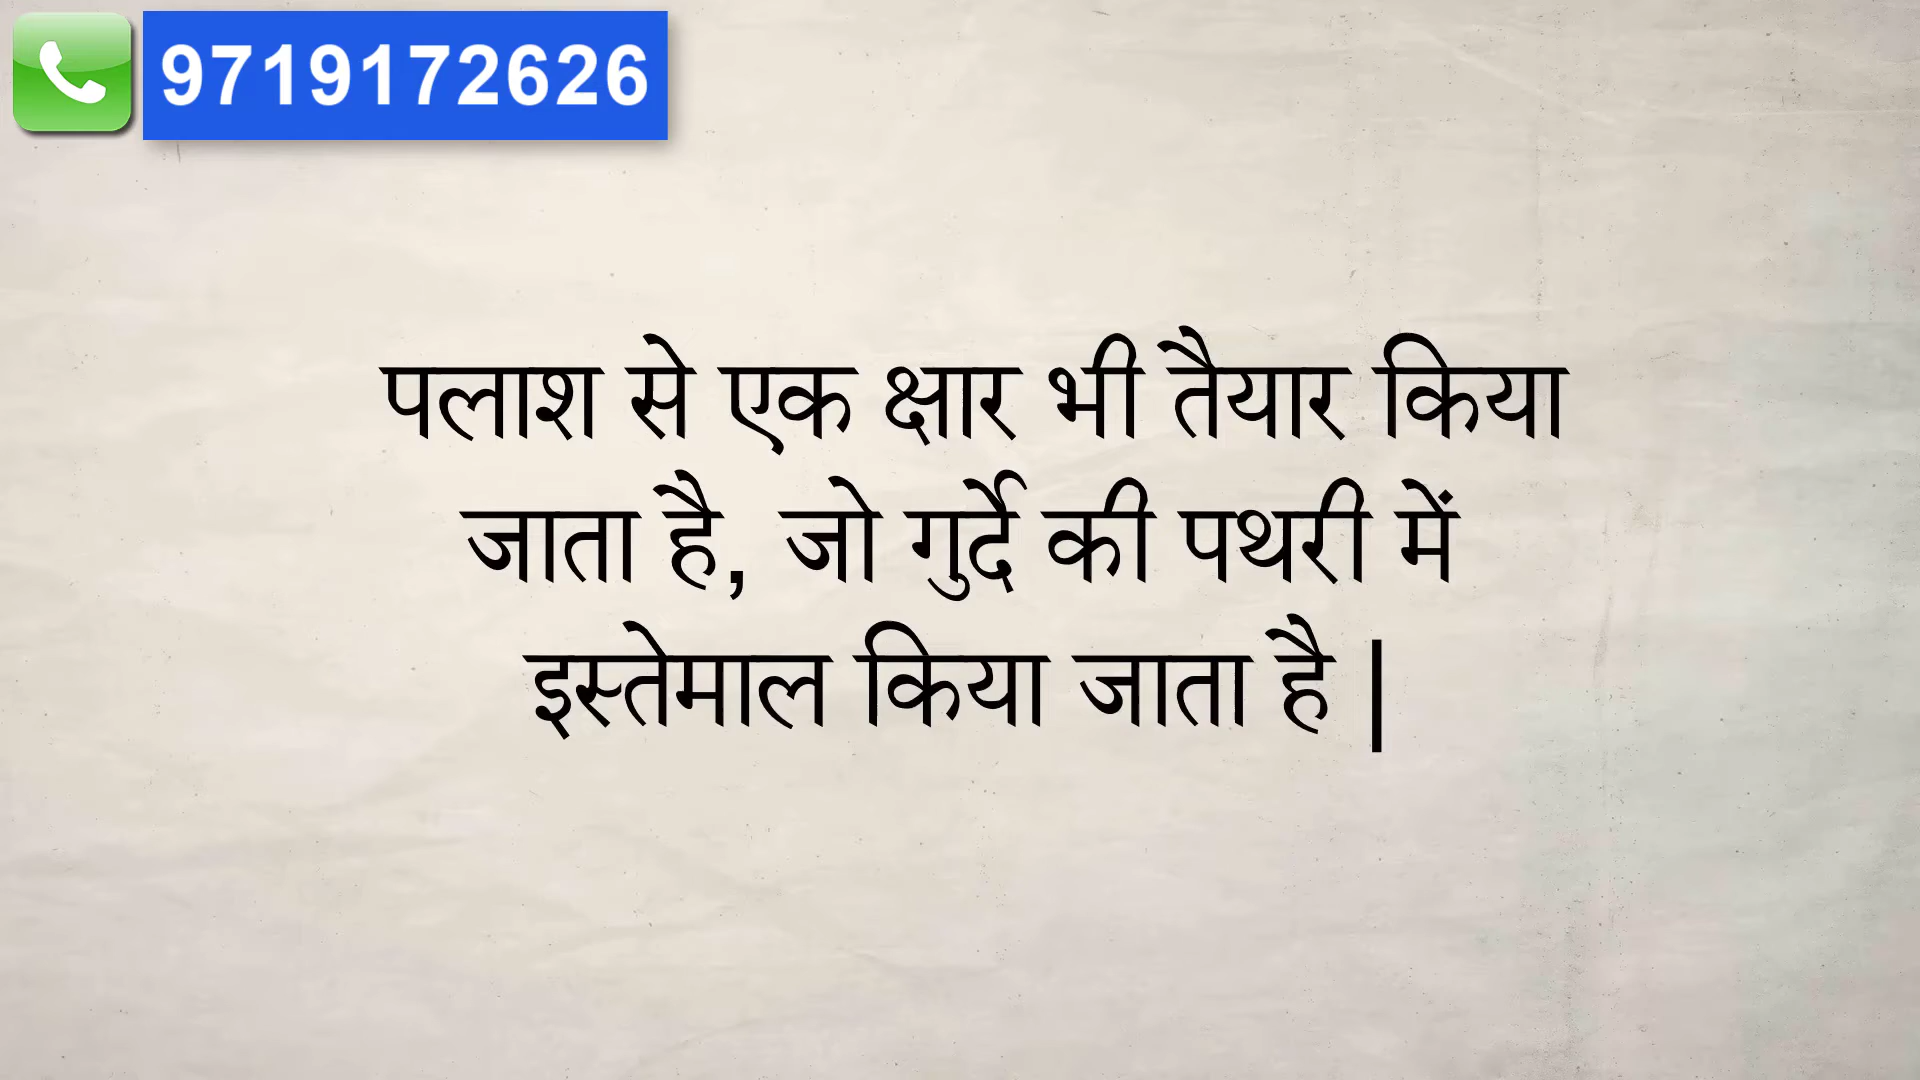 9719172626
पलाश से एक क्षार भी तैयार किया
जाता है, जो गुर्दे की पथरी में
इस्तेमाल किया जाता है |